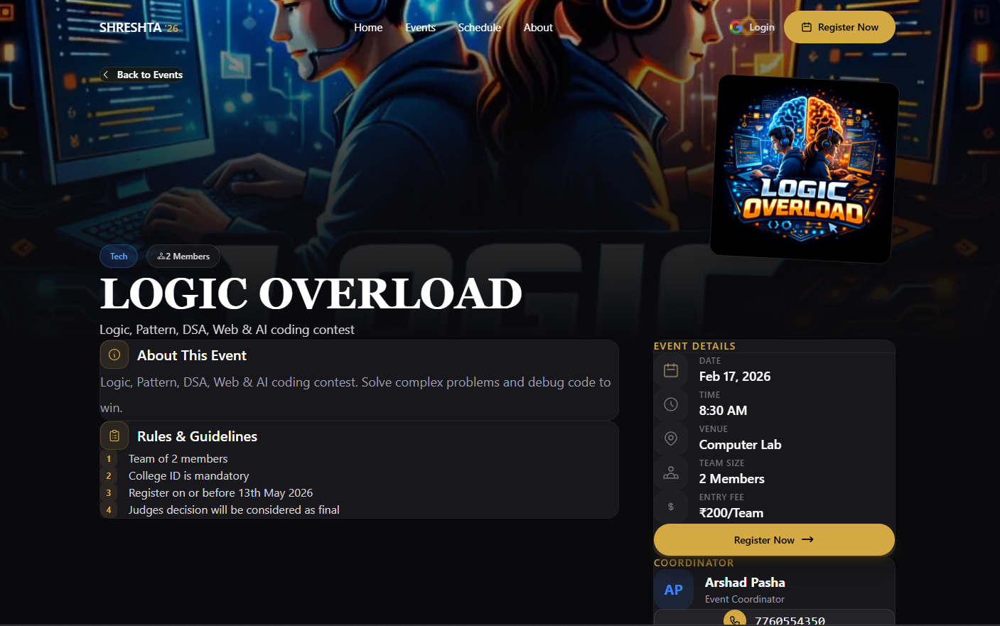 SHRESHTA '26
Home
Events
Schedule
About
Login
Register Now
Back to Events
LOGIC
OVERLOAD
Tech
2 Members
LOGIC OVERLOAD
Logic, Pattern, DSA, Web & AI coding contest
About This Event
Logic, Pattern, DSA, Web & AI coding contest. Solve complex problems and debug code to
win.
Rules & Guidelines
1 Team of 2 members
2 College ID is mandatory
3 Register on or before 13th May 2026
4 Judges decision will be considered as final
EVENT DETAILS
DATE
Feb 17, 2026
TIME
8:30 AM
VENUE
Computer Lab
TEAM SIZE
2 Members
ENTRY FEE
₹200/Team
Register Now
COORDINATOR
AP
Arshad Pasha
Event Coordinator
7760554350